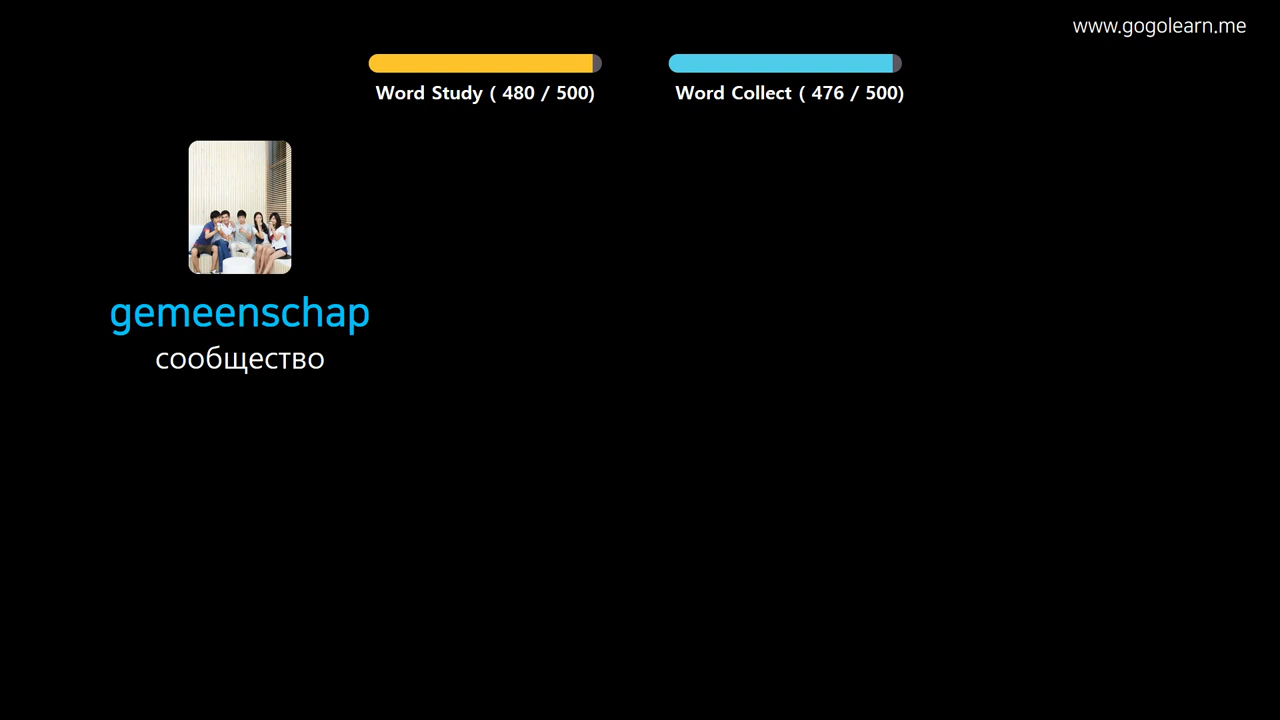 www.gogolearn.me
Word Study ( 480 / 500)
Word Collect ( 476 / 500)
gemeenschap
сообщество